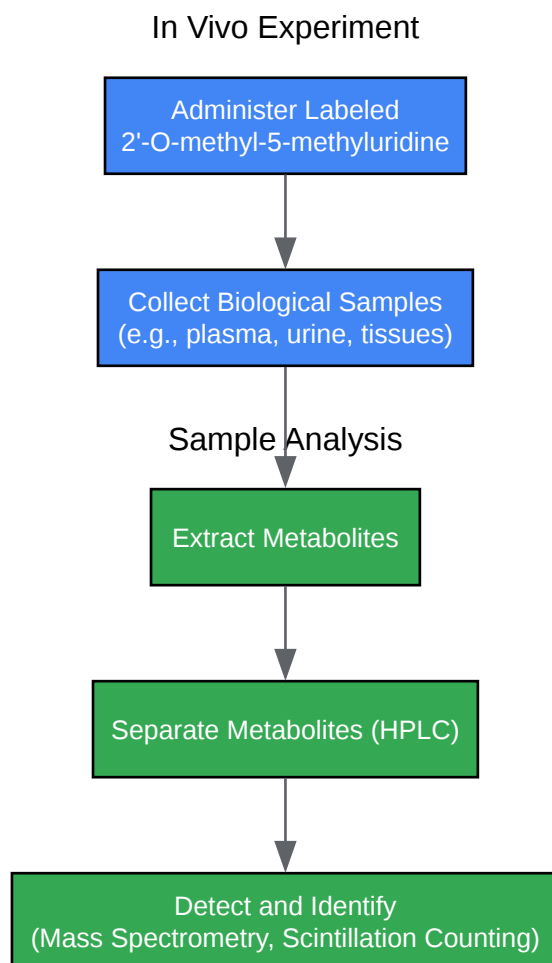 In Vivo Experiment
Administer Labeled
2'-O-methyl-5-methyluridine
Collect Biological Samples
(e.g., plasma, urine, tissues)
Sample Analysis
Extract Metabolites
Separate Metabolites (HPLC)
Detect and Identify
(Mass Spectrometry, Scintillation Counting)